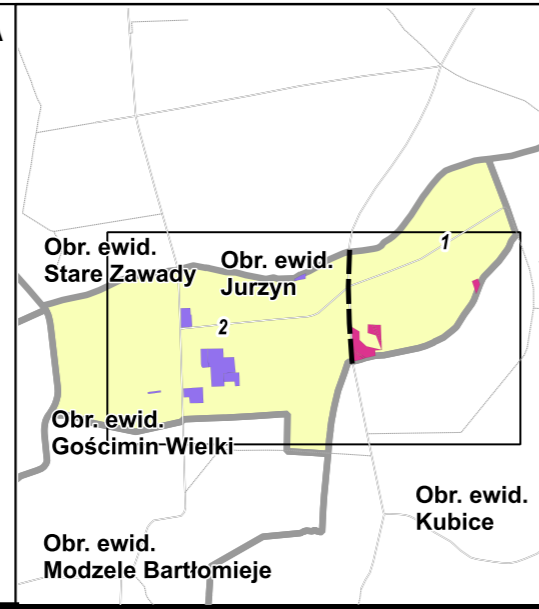 A
1
Obr. ewid.
Stare Zawady
Obr. ewid.
Jurzyn
2
Obr. ewid.
Gościmin Wielki
Obr. ewid.
Kubice
Obr. ewid.
Modzele Bartłomieje